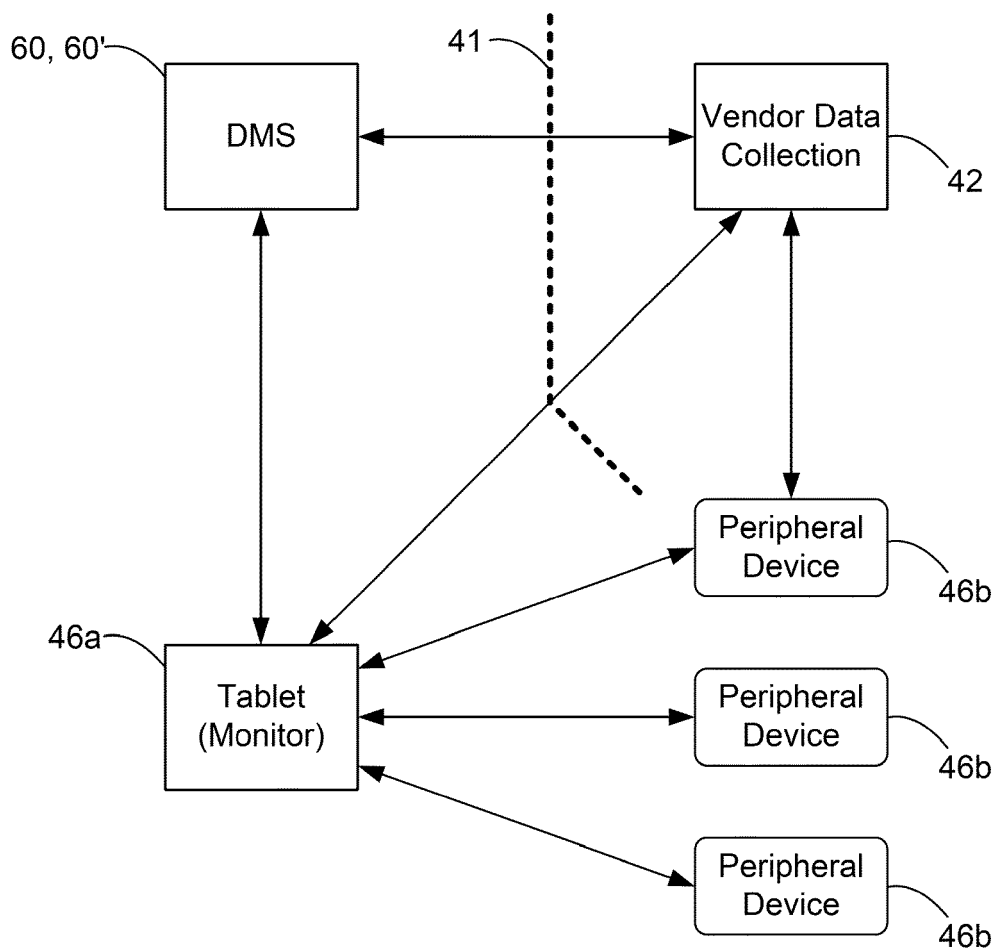 60, 60'
DMS
41
Vendor Data
Collection
42
Peripheral
Device
46b
46a
Tablet
(Monitor)
Peripheral
Device
46b
Peripheral
Device
46b